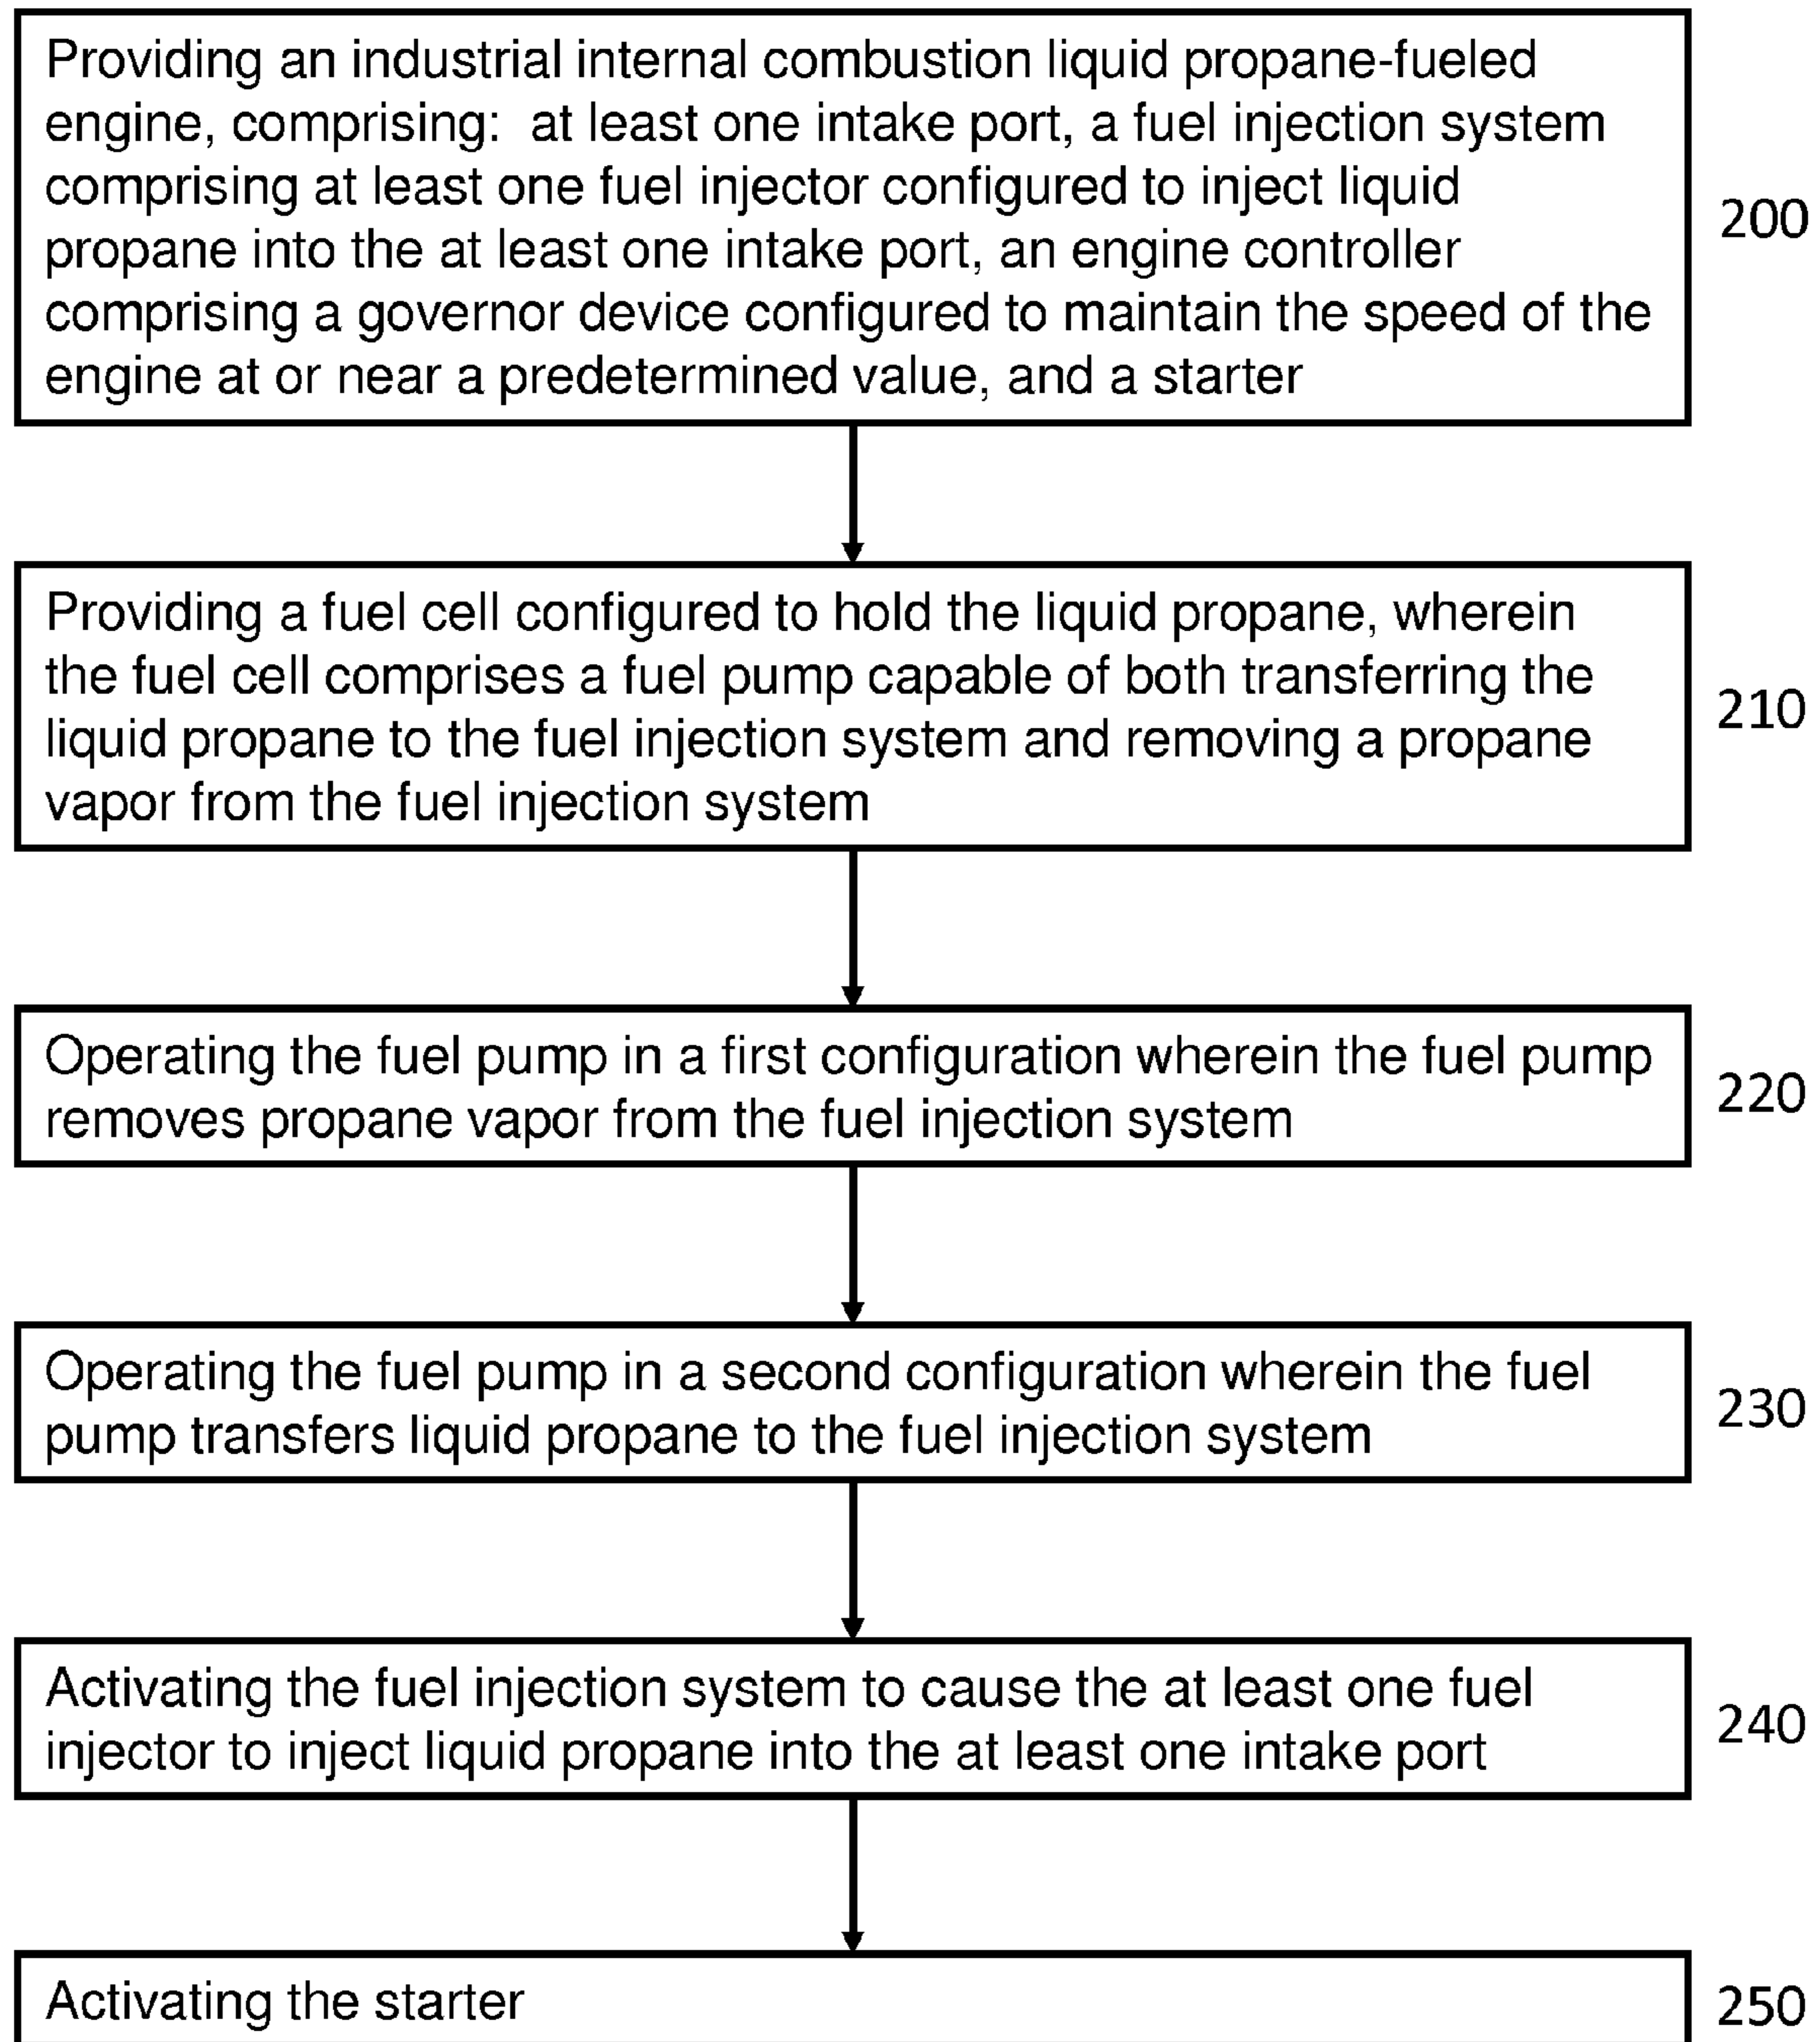 Providing an industrial internal combustion liquid propane-fueled
engine, comprising:  at least one intake port, a fuel injection system
comprising at least one fuel injector configured to inject liquid
propane into the at least one intake port, an engine controller
comprising a governor device configured to maintain the speed of the
engine at or near a predetermined value, and a starter
200
Providing a fuel cell configured to hold the liquid propane, wherein
the fuel cell comprises a fuel pump capable of both transferring the
liquid propane to the fuel injection system and removing a propane
vapor from the fuel injection system
210
Operating the fuel pump in a first configuration wherein the fuel pump
removes propane vapor from the fuel injection system
220
Operating the fuel pump in a second configuration wherein the fuel
pump transfers liquid propane to the fuel injection system
230
Activating the fuel injection system to cause the at least one fuel
injector to inject liquid propane into the at least one intake port
240
Activating the starter
250